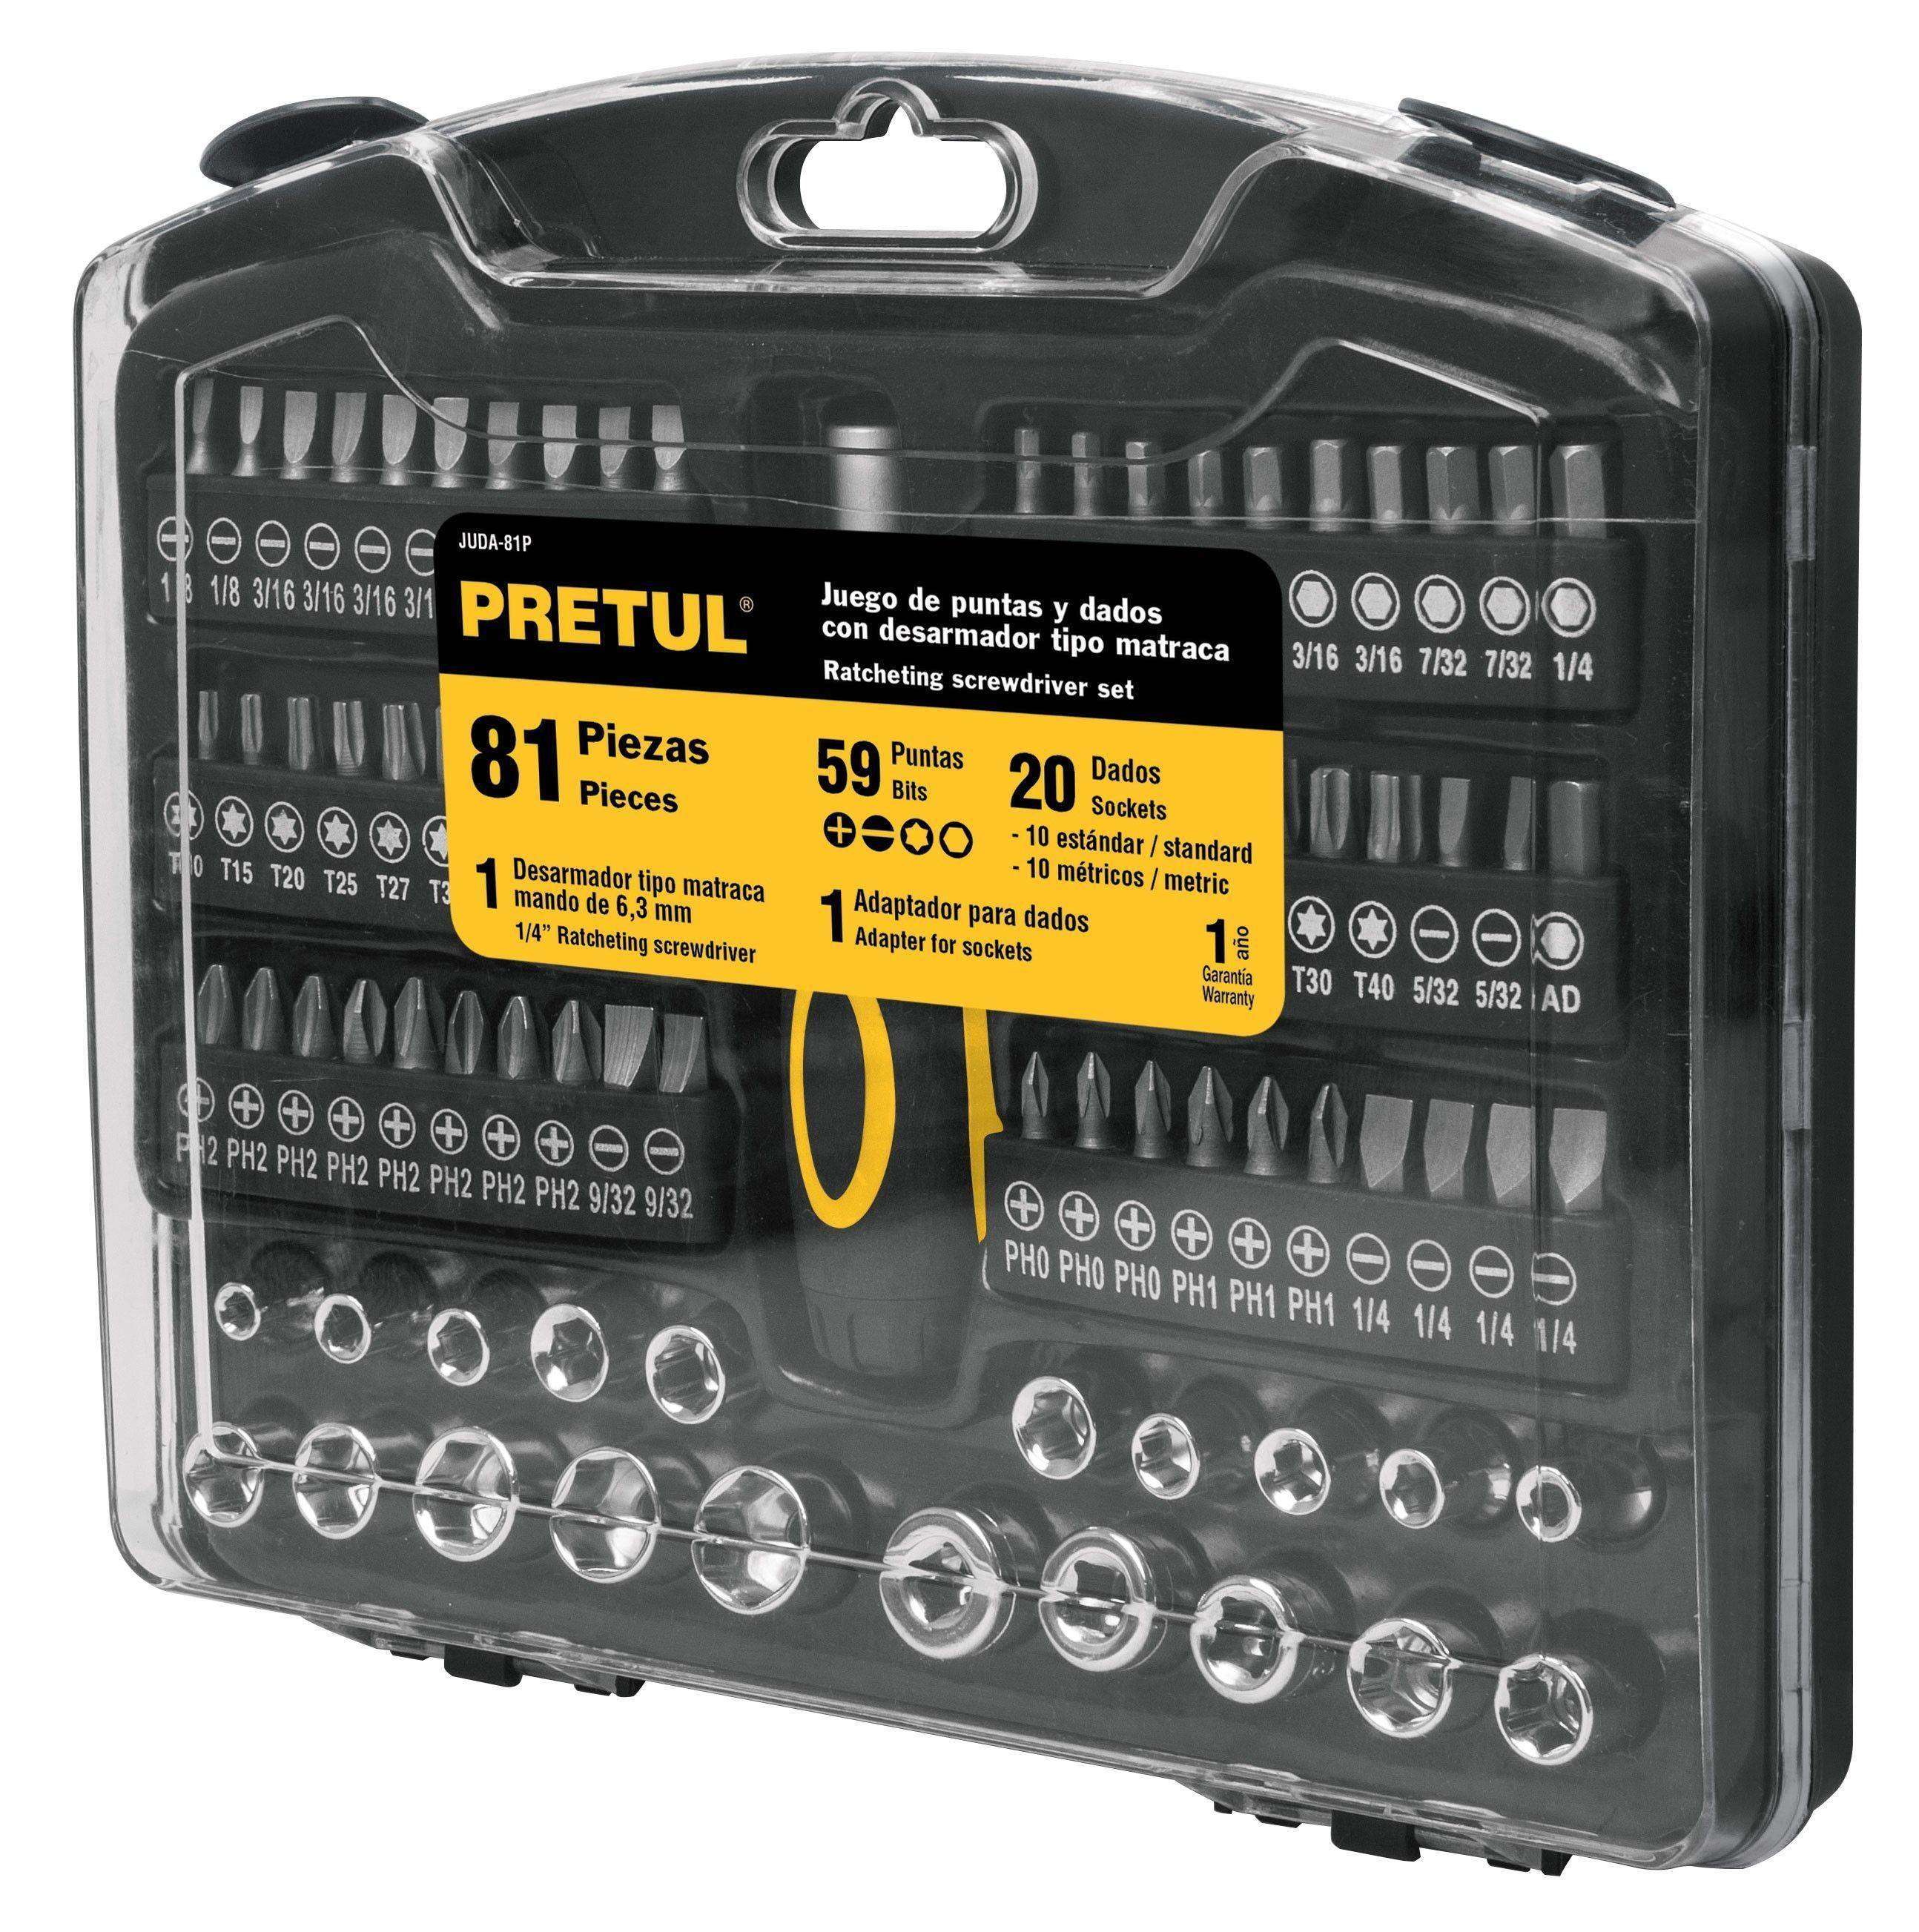 JUDA-81P
PRETUL®
Juego de puntas y dados
con desarmador tipo matraca
Ratcheting screwdriver set
81 Piezas
Pieces
59 Puntas
Bits
20 Dados
Sockets
- 10 estándar / standard
- 10 métricos / metric
1 Desarmador tipo matraca
mando de 6,3 mm
1/4” Ratcheting screwdriver
1 Adaptador para dados
Adapter for sockets
1 año
Garantía
Warranty
1/8 1/8 3/16 3/16 3/16
3/16 3/16 7/32 7/32 1/4
T15 T20 T25 T27
T30 T40 5/32 5/32 AD
PH2 PH2 PH2 PH2 PH2 PH2 PH2 PH2 9/32 9/32
PH0 PH0 PH0 PH1 PH1 PH1 1/4 1/4 1/4 1/4